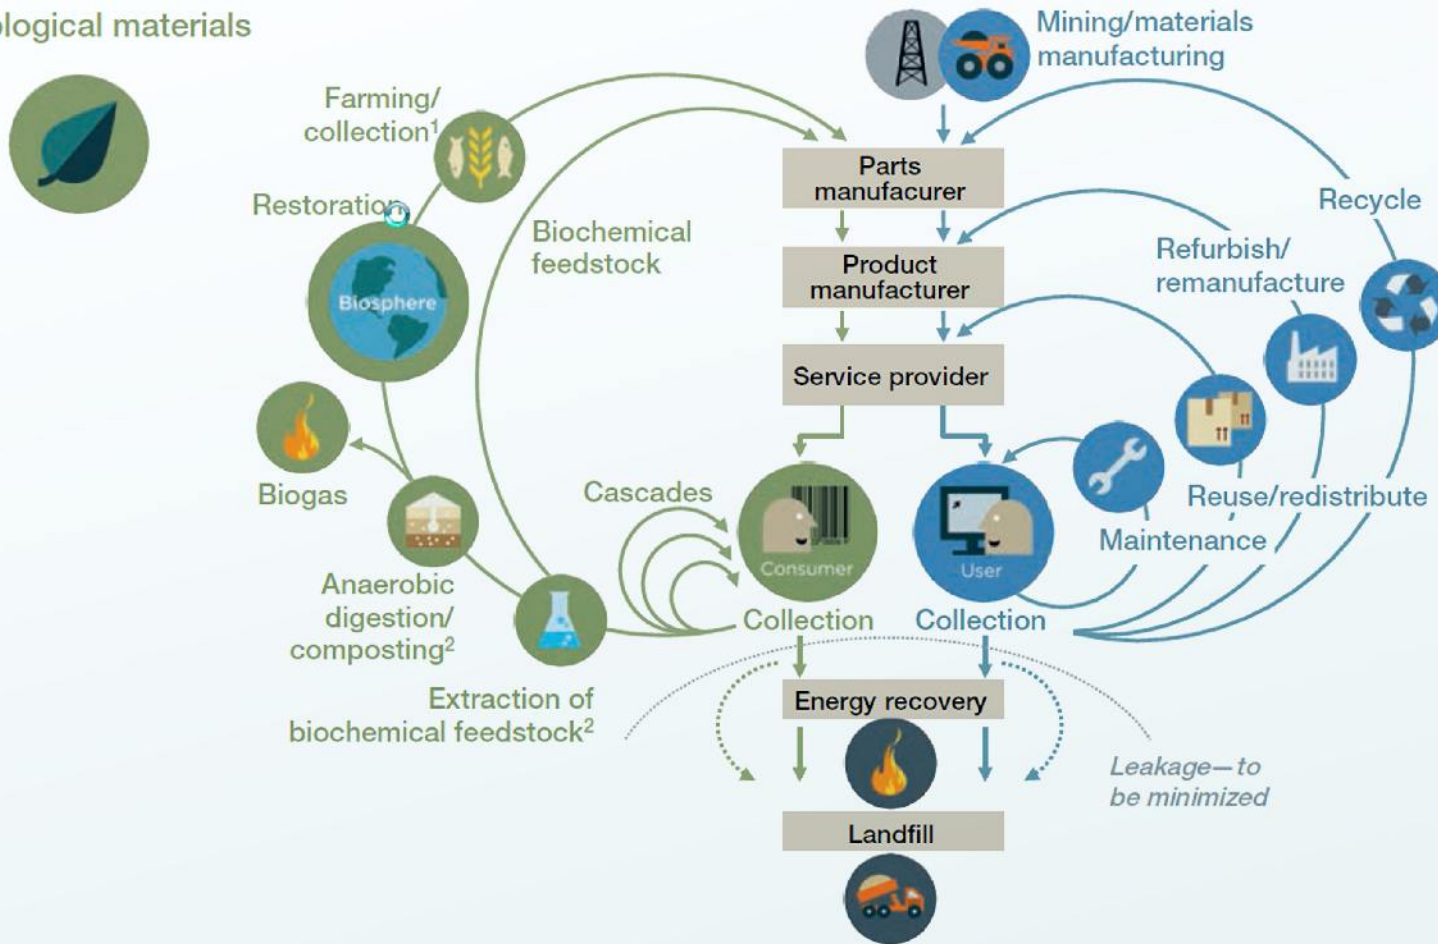 ological materials
Mining/materials
manufacturing
Farming/
collection¹
Parts
manufacurer
Recycle
Restoration
Biochemical
feedstock
Refurbish/
remanufacture
Product
manufacturer
Biosphere
Service provider
Biogas
Cascades
Reuse/redistribute
Maintenance
Consumer
User
Anaerobic
digestion/
composting²
Collection
Collection
Extraction of
biochemical feedstock²
Energy recovery
Leakage—to
be minimized
Landfill